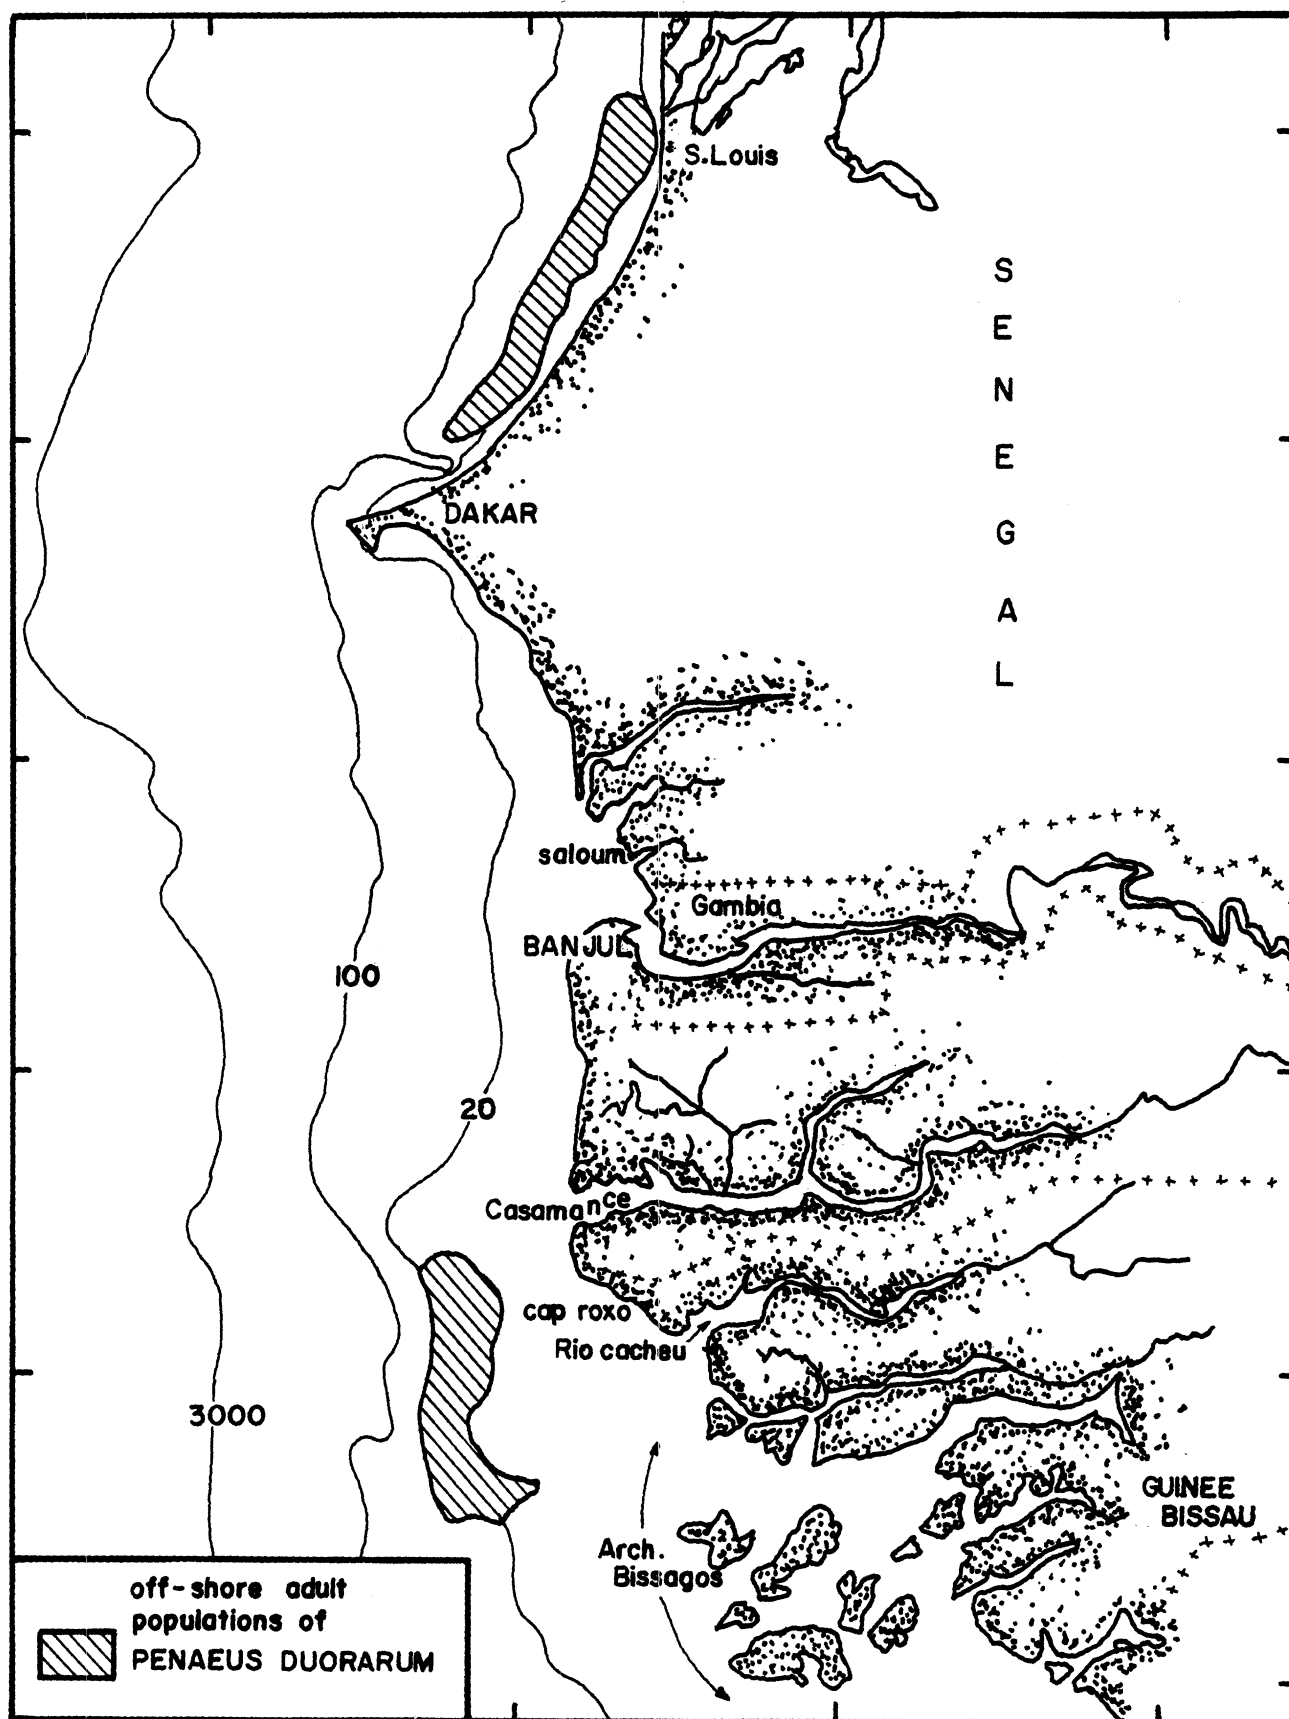 S.Louis
S
E
N
E
G
A
L
DAKAR
saloum
Gambia
BANJUL
100
20
Casamance
cap roxo
Rio cacheu
3000
GUINEE
BISSAU
Arch.
Bissagos
off-shore adult
populations of
PENAEUS DUORARUM